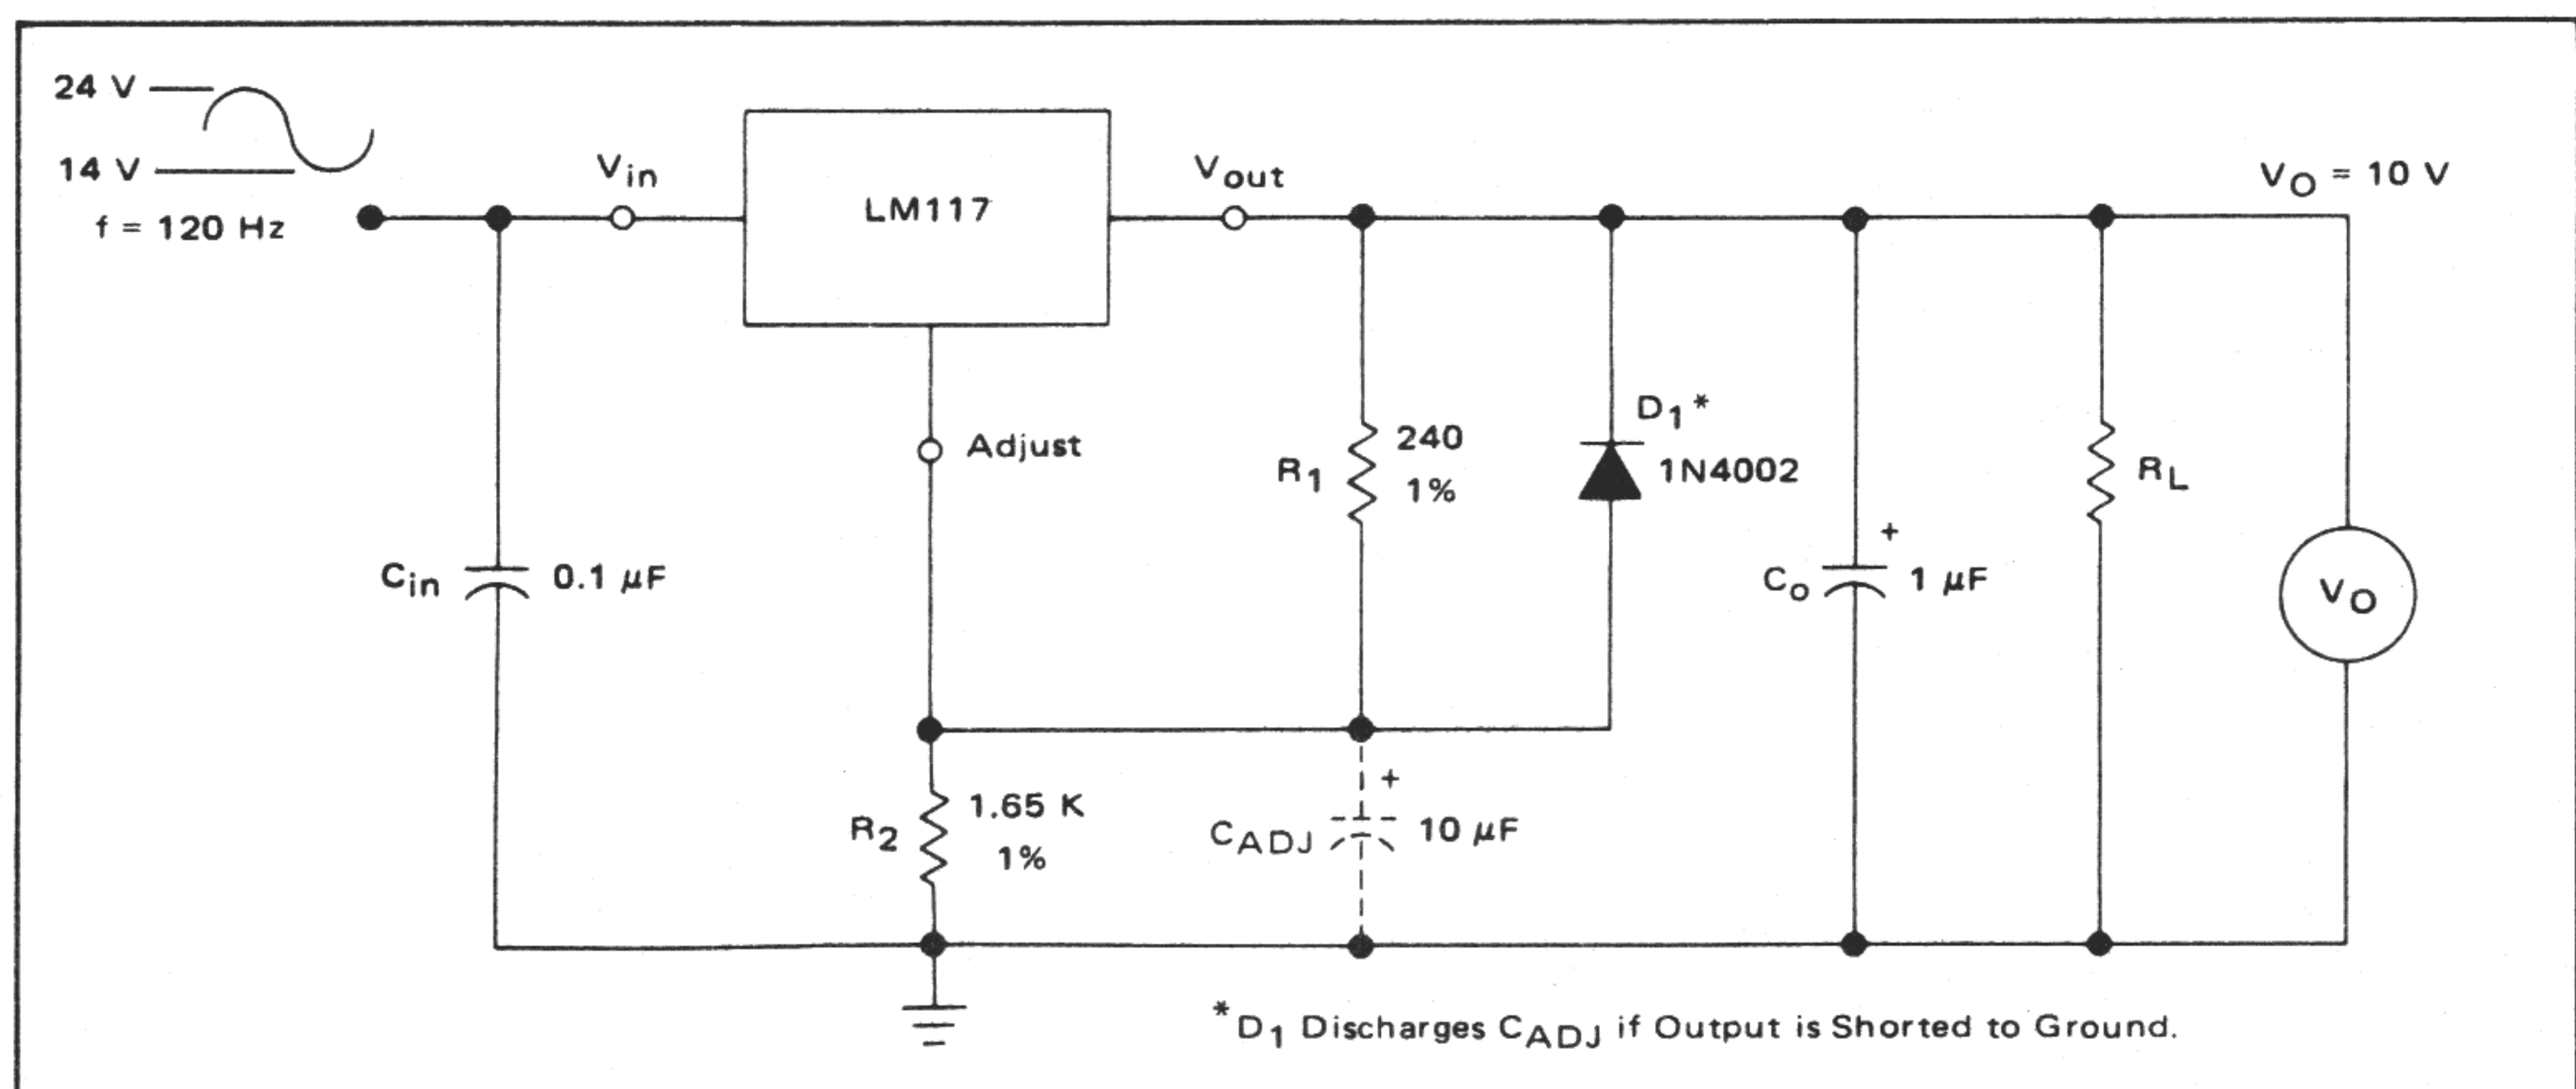 24 V
14 V
f = 120 Hz
Vin
LM117
Vout
VO = 10 V
Adjust
Cin
0.1 μF
R1
240
1%
D1*
1N4002
Co
+
1 μF
RL
VO
R2
1.65 K
1%
CADJ
+
10 μF
*D1 Discharges CADJ if Output is Shorted to Ground.